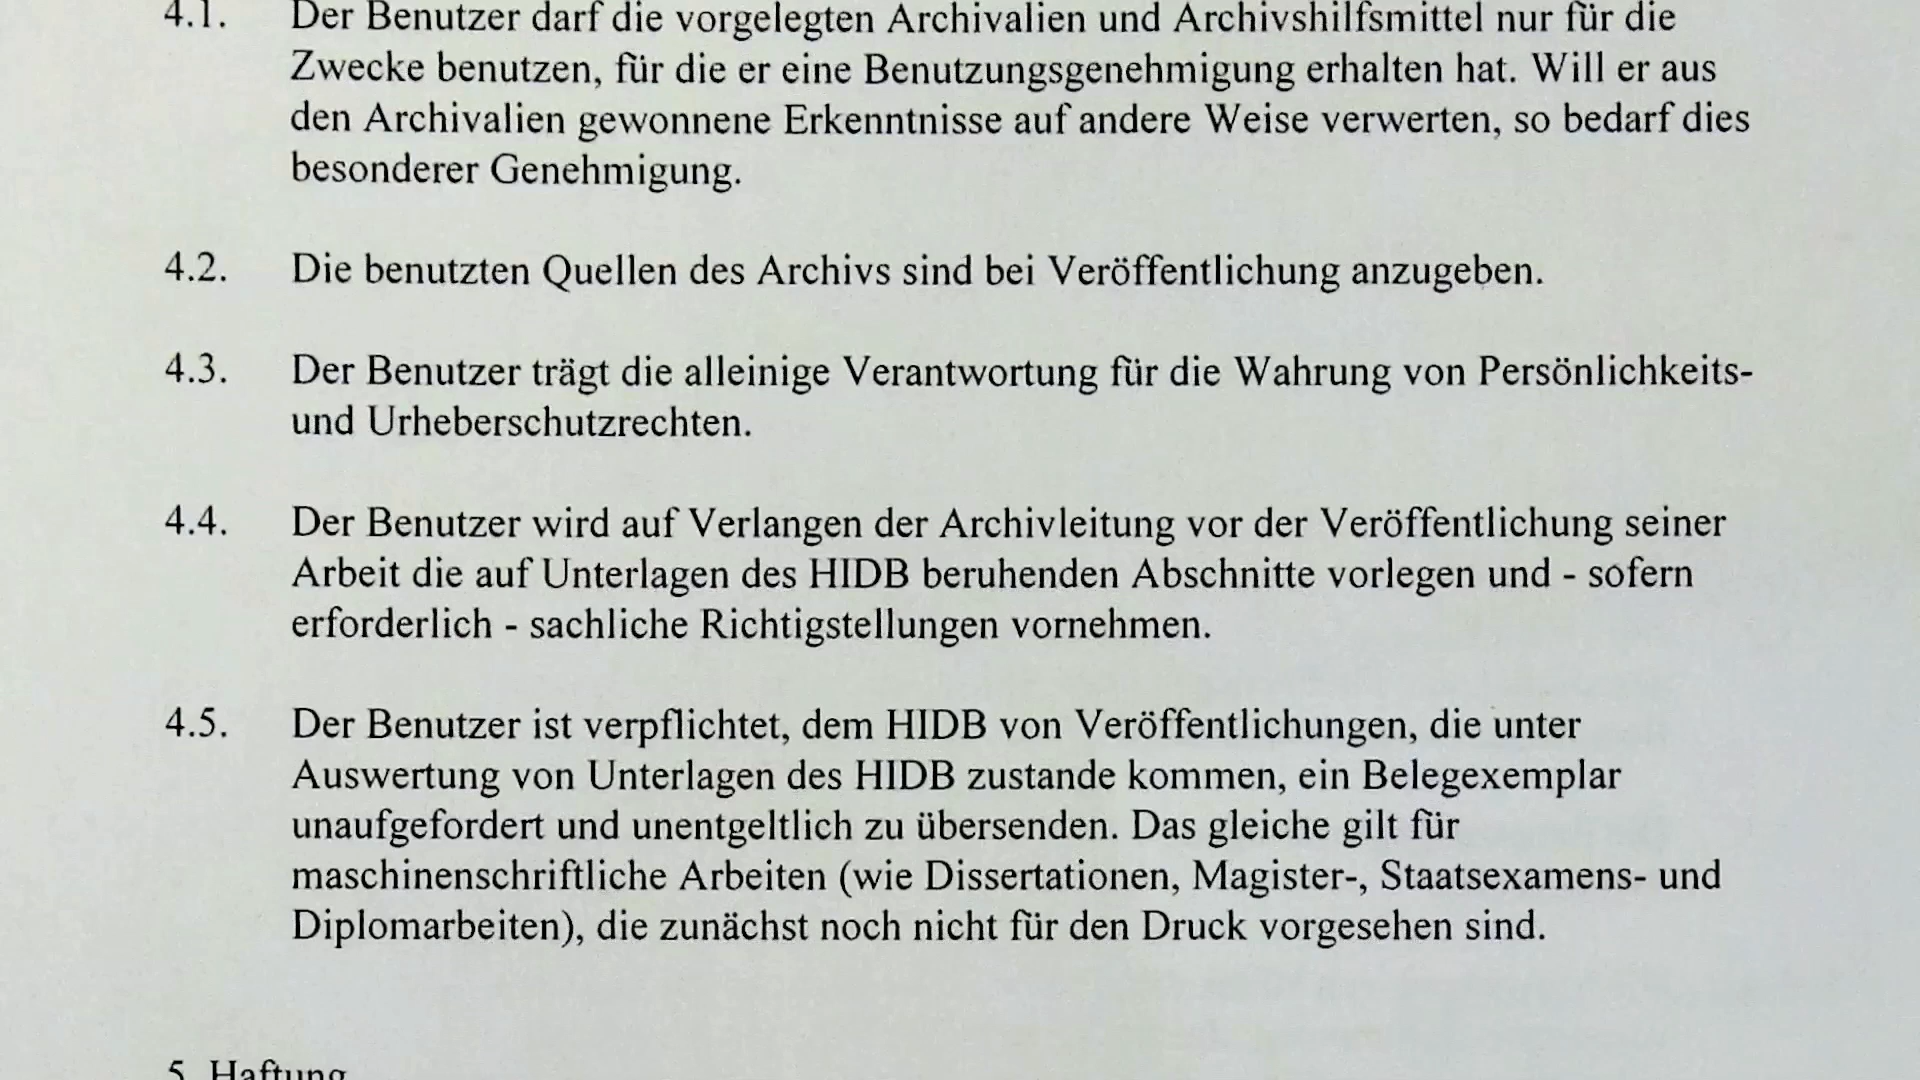 4.1. Der Benutzer darf die vorgelegten Archivalien und Archivshilfsmittel nur für die
Zwecke benutzen, für die er eine Benutzungsgenehmigung erhalten hat. Will er aus
den Archivalien gewonnene Erkenntnisse auf andere Weise verwerten, so bedarf dies
besonderer Genehmigung.
4.2. Die benutzten Quellen des Archivs sind bei Veröffentlichung anzugeben.
4.3. Der Benutzer trägt die alleinige Verantwortung für die Wahrung von Persönlichkeits-
und Urheberschutzrechten.
4.4. Der Benutzer wird auf Verlangen der Archivleitung vor der Veröffentlichung seiner
Arbeit die auf Unterlagen des HIDB beruhenden Abschnitte vorlegen und - sofern
erforderlich - sachliche Richtigstellungen vornehmen.
4.5. Der Benutzer ist verpflichtet, dem HIDB von Veröffentlichungen, die unter
Auswertung von Unterlagen des HIDB zustande kommen, ein Belegexemplar
unaufgefordert und unentgeltlich zu übersenden. Das gleiche gilt für
maschinenschriftliche Arbeiten (wie Dissertationen, Magister-, Staatsexamens- und
Diplomarbeiten), die zunächst noch nicht für den Druck vorgesehen sind.
5. Haftung